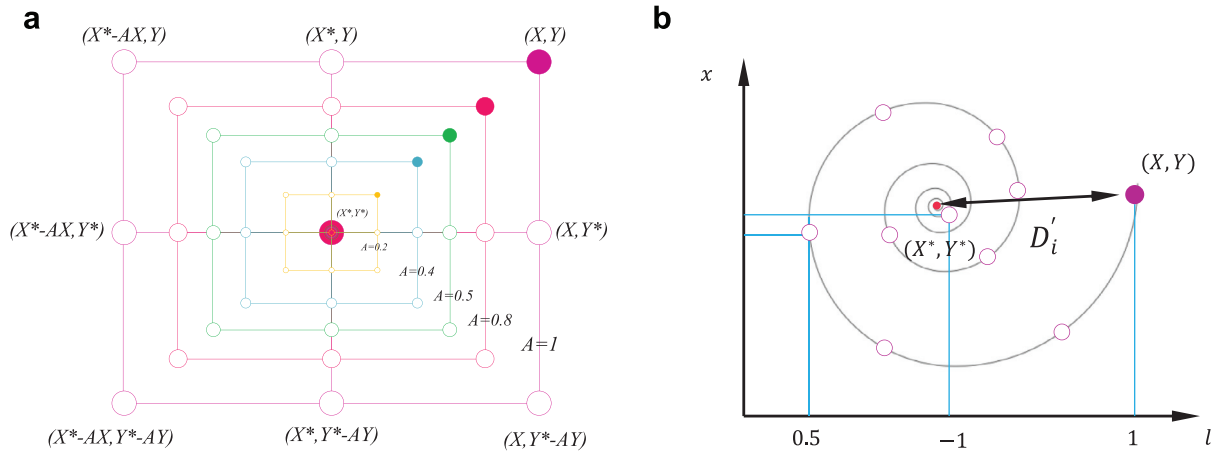 a
(X*-AX,Y) (X*,Y) (X,Y)
(X*,Y*)
(X*-AX,Y*) (X,Y*)
A=0.2
A=0.4
A=0.5
A=0.8
A=1
(X*-AX,Y*-AY) (X*,Y*-AY) (X,Y*-AY)
b
x
(X,Y)
(X*,Y*)
D'i
0.5 −1 1 l